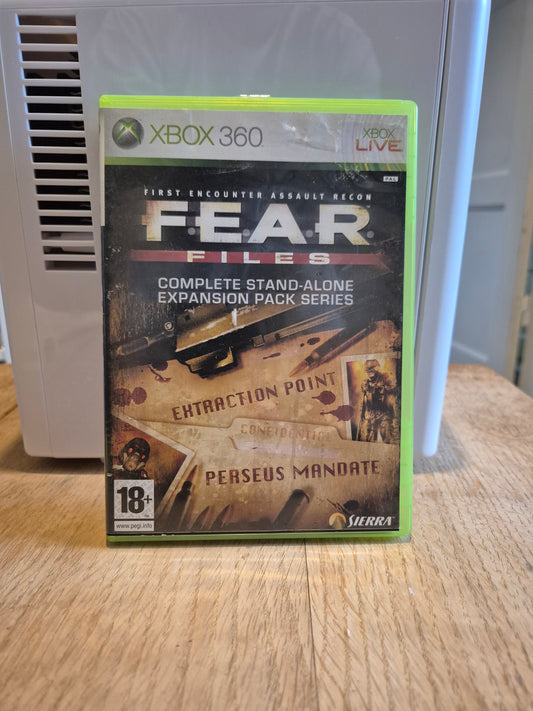 XBOX 360
XBOX
LIVE
PAL
FIRST ENCOUNTER ASSAULT RECON
F.E.A.R.
FILES
COMPLETE STAND-ALONE
EXPANSION PACK SERIES
EXTRACTION POINT
CONFIDENTIAL
PERSEUS MANDATE
18+
www.pegi.info
SIERRA